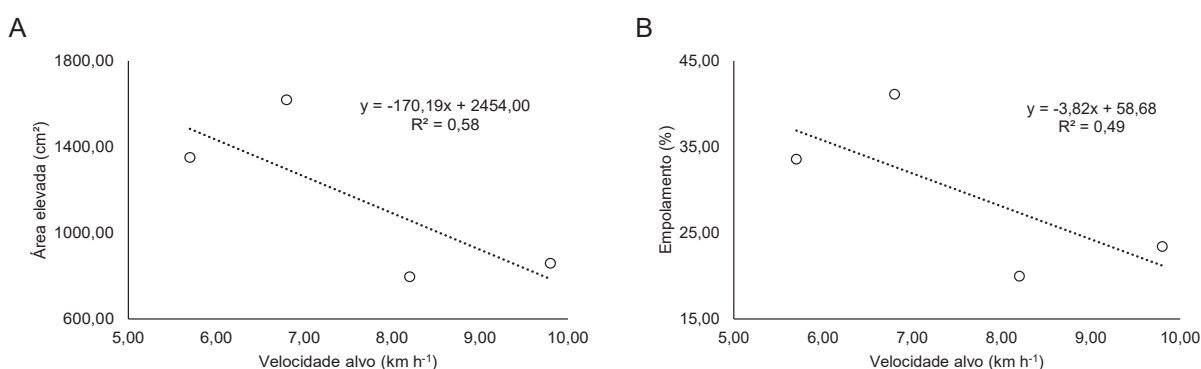 A
1800,00
1400,00
1000,00
600,00
Área elevada (cm²)
y = -170,19x + 2454,00
R² = 0,58
5,00 6,00 7,00 8,00 9,00 10,00
Velocidade alvo (km h-1)
B
45,00
35,00
25,00
15,00
Empolamento (%)
y = -3,82x + 58,68
R² = 0,49
5,00 6,00 7,00 8,00 9,00 10,00
Velocidade alvo (km h-1)